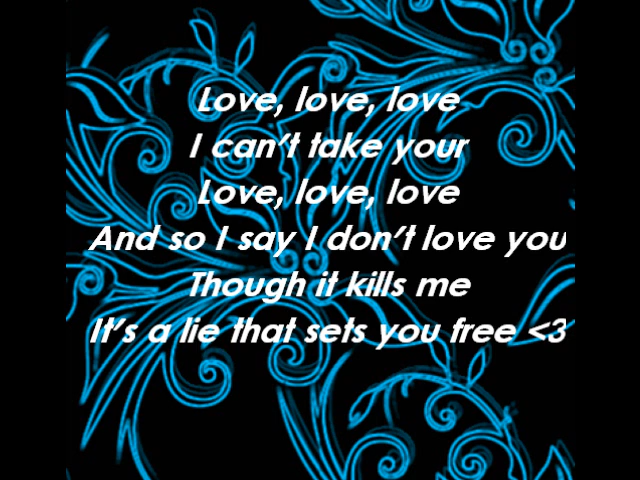 Love, love, love
I can't take your
Love, love, love
And so I say I don't love you
Though it kills me
It's a lie that sets you free <3